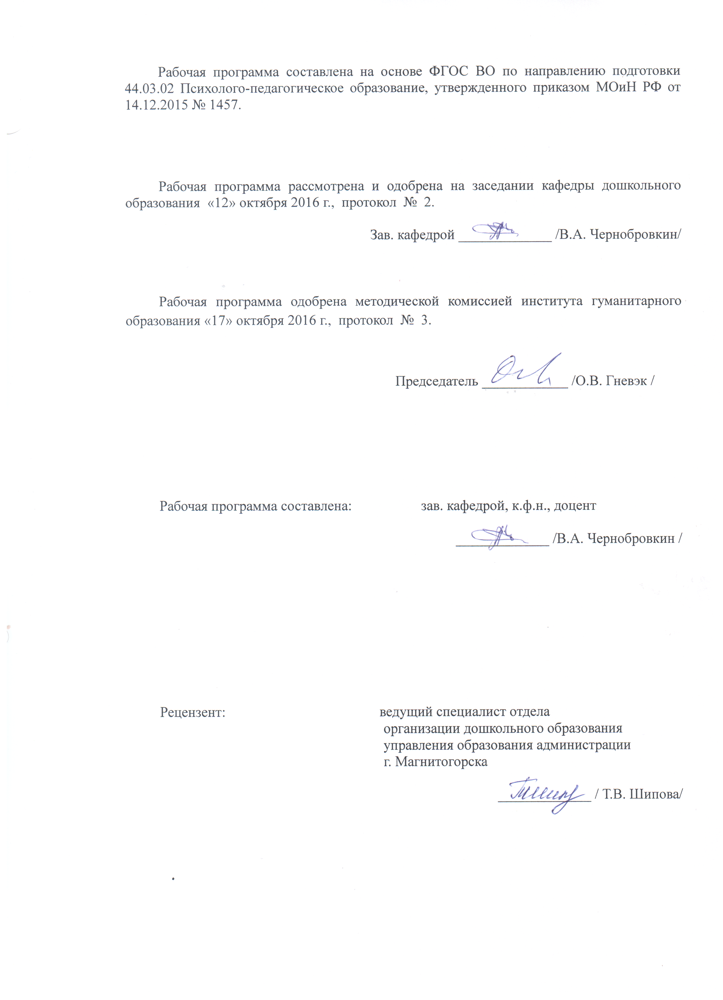 Рабочая программа составлена на основе ФГОС ВО по направлению подготовки
44.03.02 Психолого-педагогическое образование, утвержденного приказом МОиН РФ от
14.12.2015 № 1457.
Рабочая программа рассмотрена и одобрена на заседании кафедры дошкольного
образования «12» октября 2016 г., протокол № 2.
Зав. кафедрой _____________ /В.А. Чернобровкин/
Рабочая программа одобрена методической комиссией института гуманитарного
образования «17» октября 2016 г., протокол № 3.
Председатель ____________ /О.В. Гневэк /
Рабочая программа составлена: зав. кафедрой, к.ф.н., доцент
_____________ /В.А. Чернобровкин /
Рецензент: ведущий специалист отдела
организации дошкольного образования
управления образования администрации
г. Магнитогорска
_____________ / Т.В. Шипова/